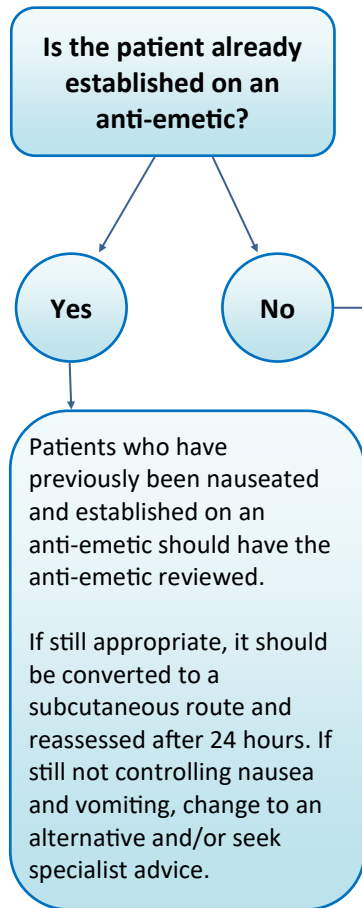 Is the patient already
established on an
anti-emetic?
Yes
No
Patients who have
previously been nauseated
and established on an
anti-emetic should have the
anti-emetic reviewed.
If still appropriate, it should
be converted to a
subcutaneous route and
reassessed after 24 hours. If
still not controlling nausea
and vomiting, change to an
alternative and/or seek
specialist advice.